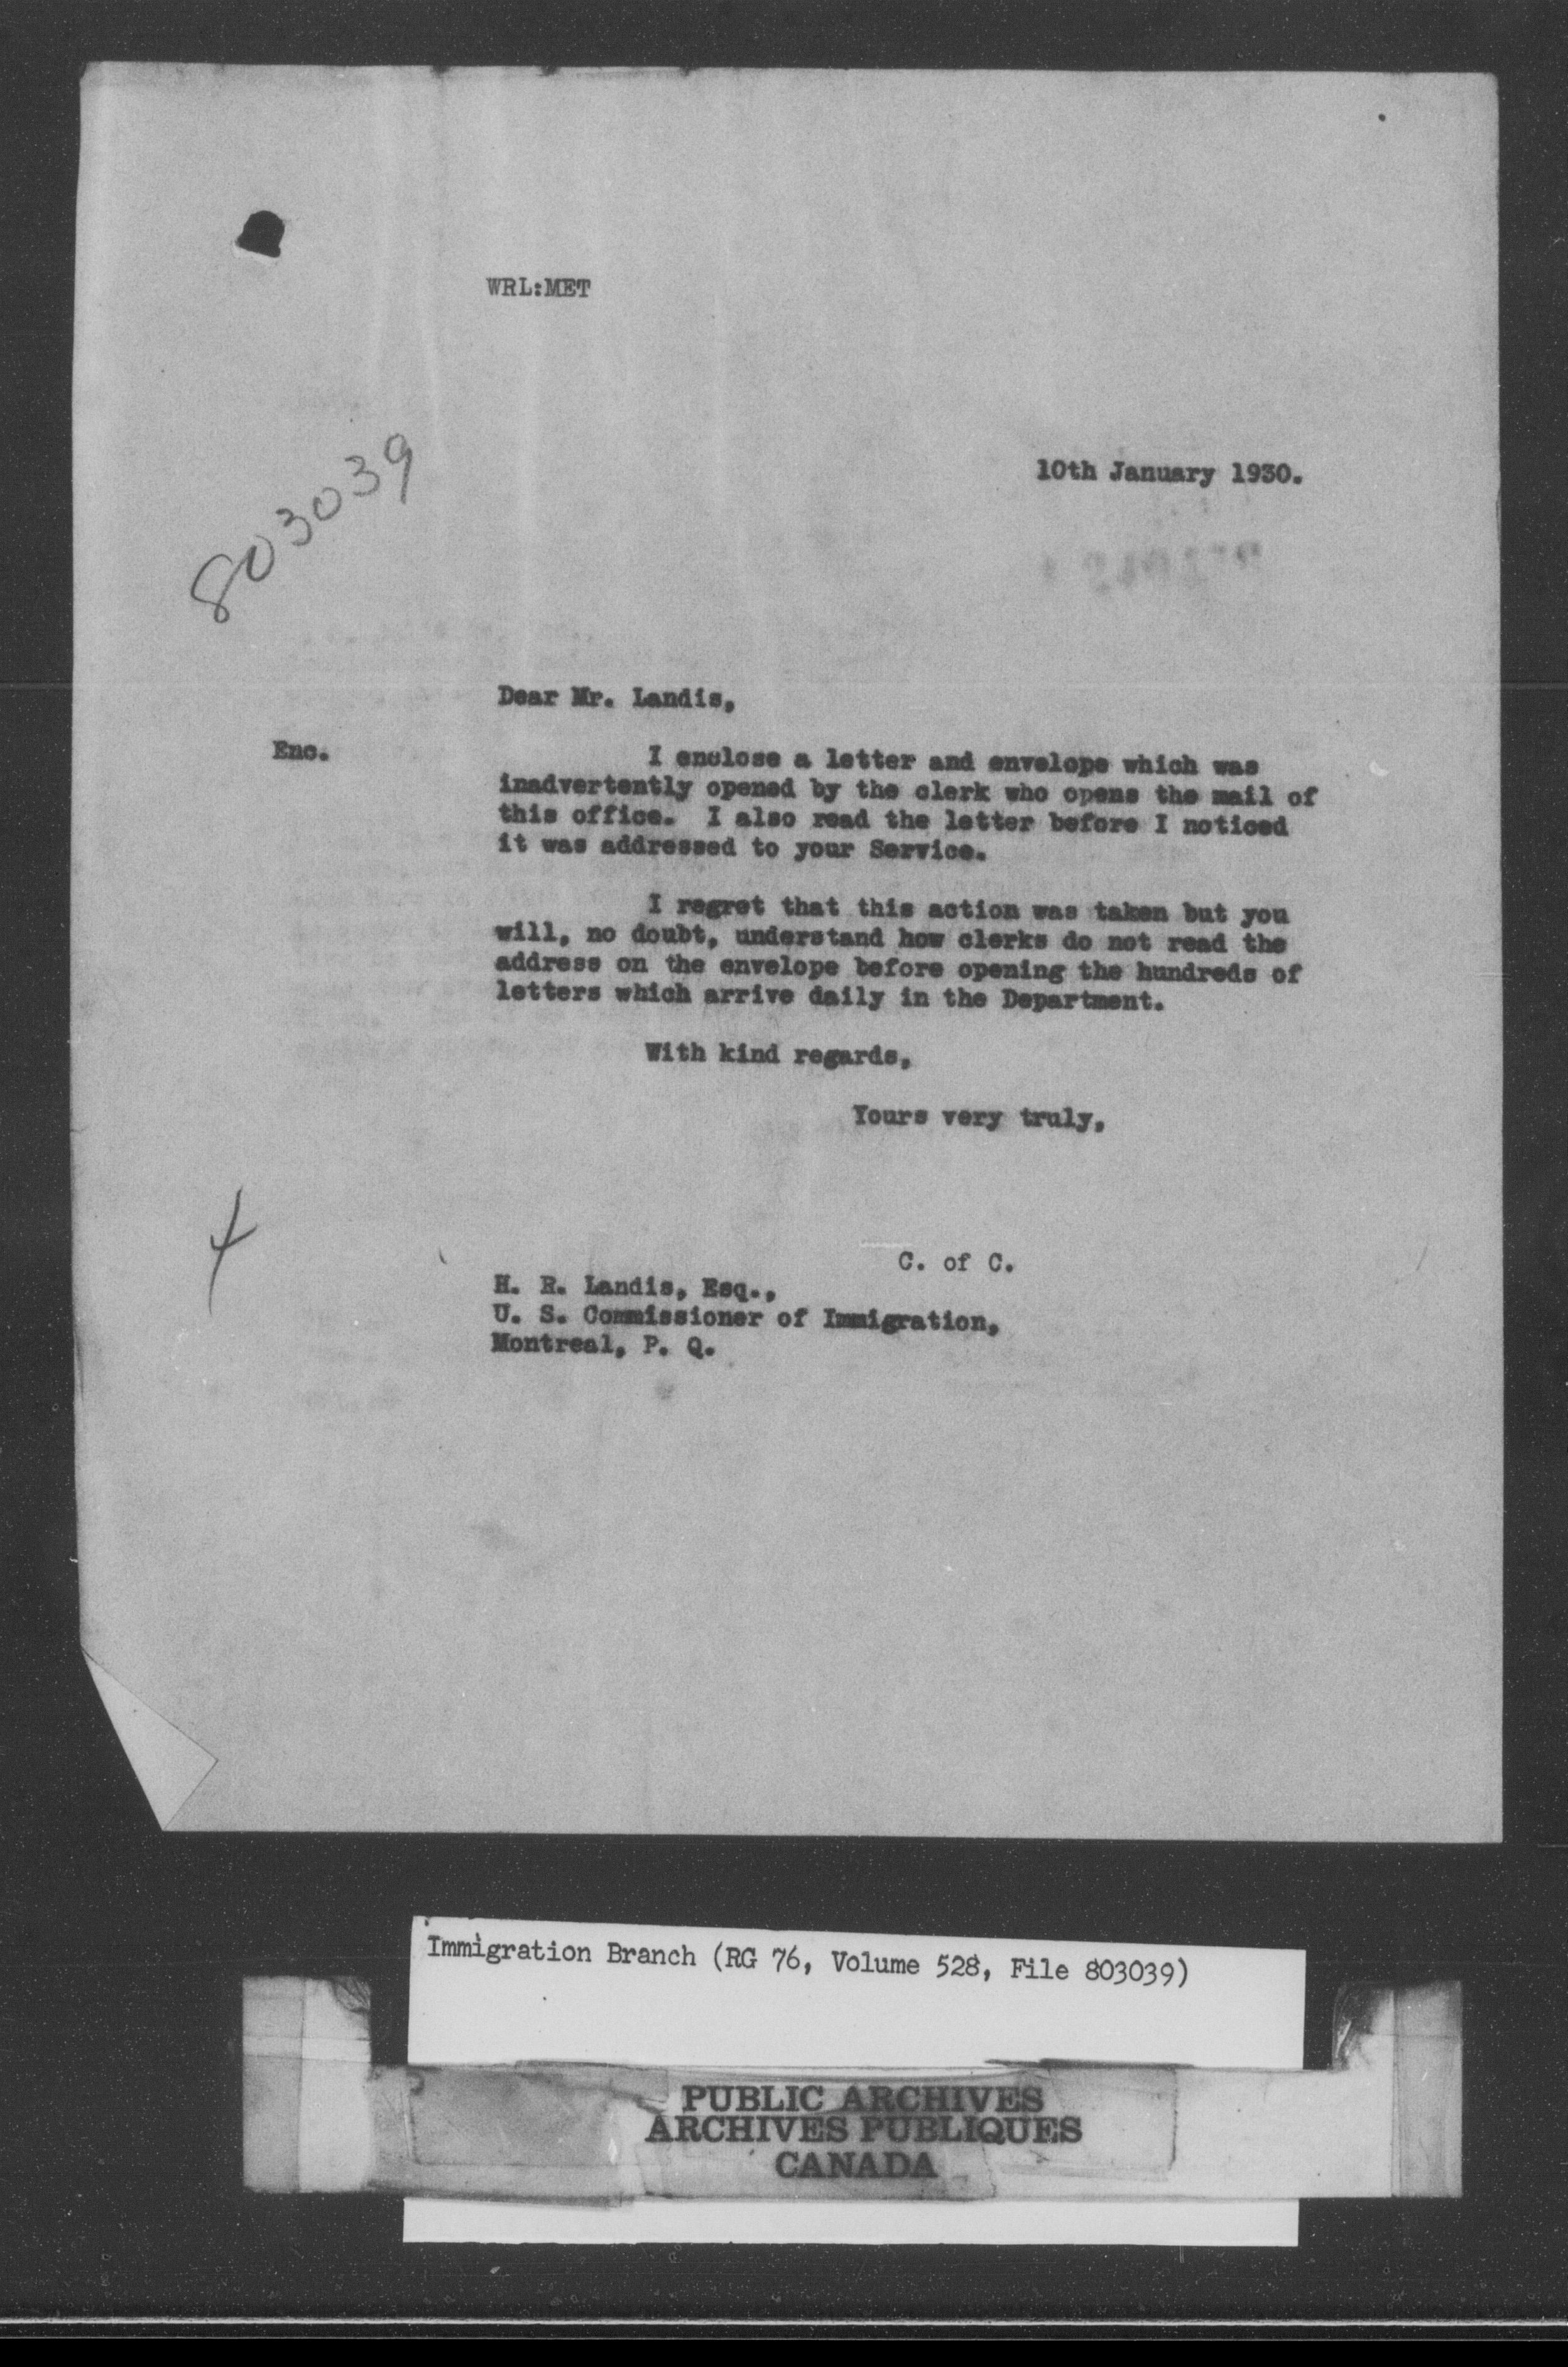 WRL:MET
10th January 1930.
803039
Dear Mr. Landis,
Enc.
I enclose a letter and envelope which was
inadvertently opened by the clerk who opens the mail of
this office. I also read the letter before I noticed
it was addressed to your Service.
I regret that this action was taken but you
will, no doubt, understand how clerks do not read the
address on the envelope before opening the hundreds of
letters which arrive daily in the Department.
With kind regards,
Yours very truly,
C. of C.
H. R. Landis, Esq.,
U. S. Commissioner of Immigration,
Montreal, P. Q.
Immigration Branch (RG 76, Volume 528, File 803039)
PUBLIC ARCHIVES
ARCHIVES PUBLIQUES
CANADA